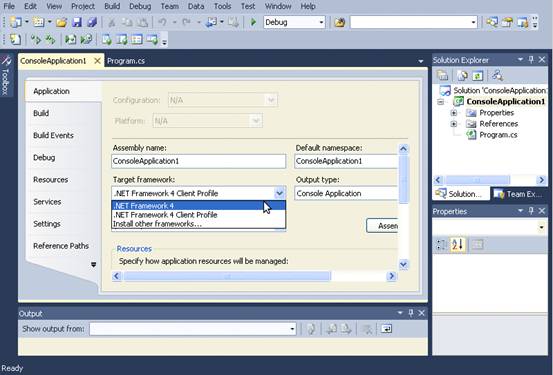 File Edit View Project Build Debug Team Data Tools Test Window Help
Debug
ConsoleApplication1 Program.cs
Toolbox
Application
Build
Build Events
Debug
Resources
Services
Settings
Reference Paths
Configuration: N/A
Platform: N/A
Assembly name:
ConsoleApplication1
Default namespace:
ConsoleApplication1
Target framework:
.NET Framework 4 Client Profile
Output type:
Console Application
.NET Framework 4
.NET Framework 4 Client Profile
Install other frameworks...
Assen
Resources
Specify how application resources will be managed:
Solution Explorer
Solution 'ConsoleApplication1
ConsoleApplication1
Properties
References
Program.cs
Solution... Team Ex...
Properties
Output
Show output from:
Ready